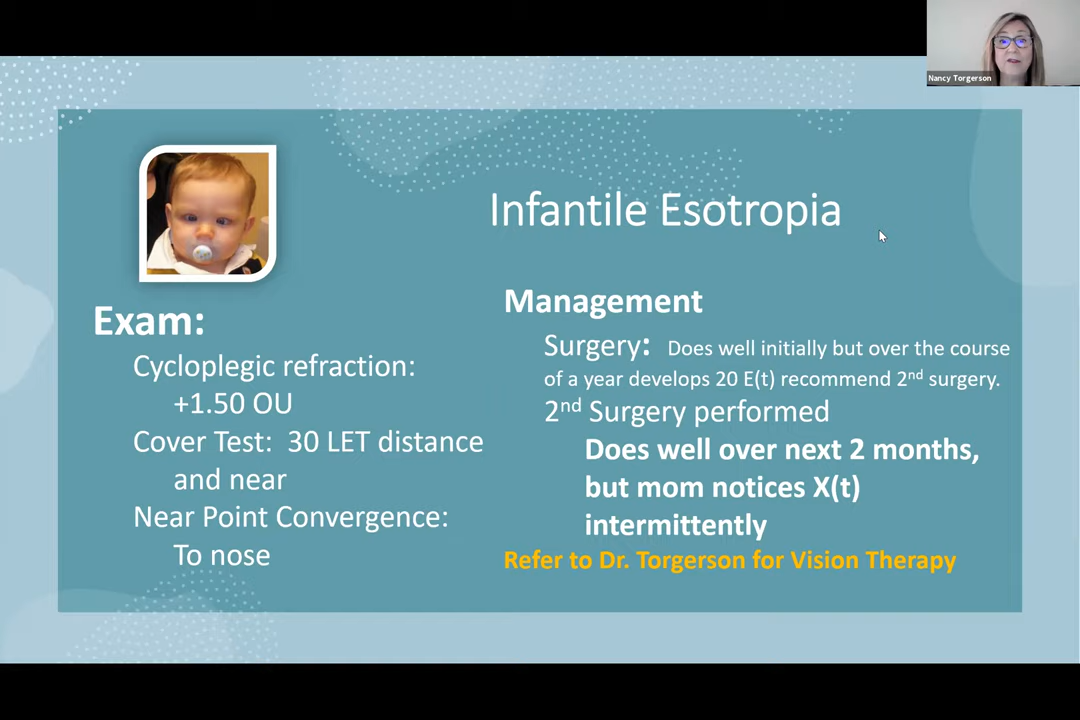 Nancy Torgerson
Infantile Esotropia
Exam:
Cycloplegic refraction:
+1.50 OU
Cover Test: 30 LET distance
and near
Near Point Convergence:
To nose
Management
Surgery: Does well initially but over the course
of a year develops 20 E(t) recommend 2nd surgery.
2nd Surgery performed
Does well over next 2 months,
but mom notices X(t)
intermittently
Refer to Dr. Torgerson for Vision Therapy